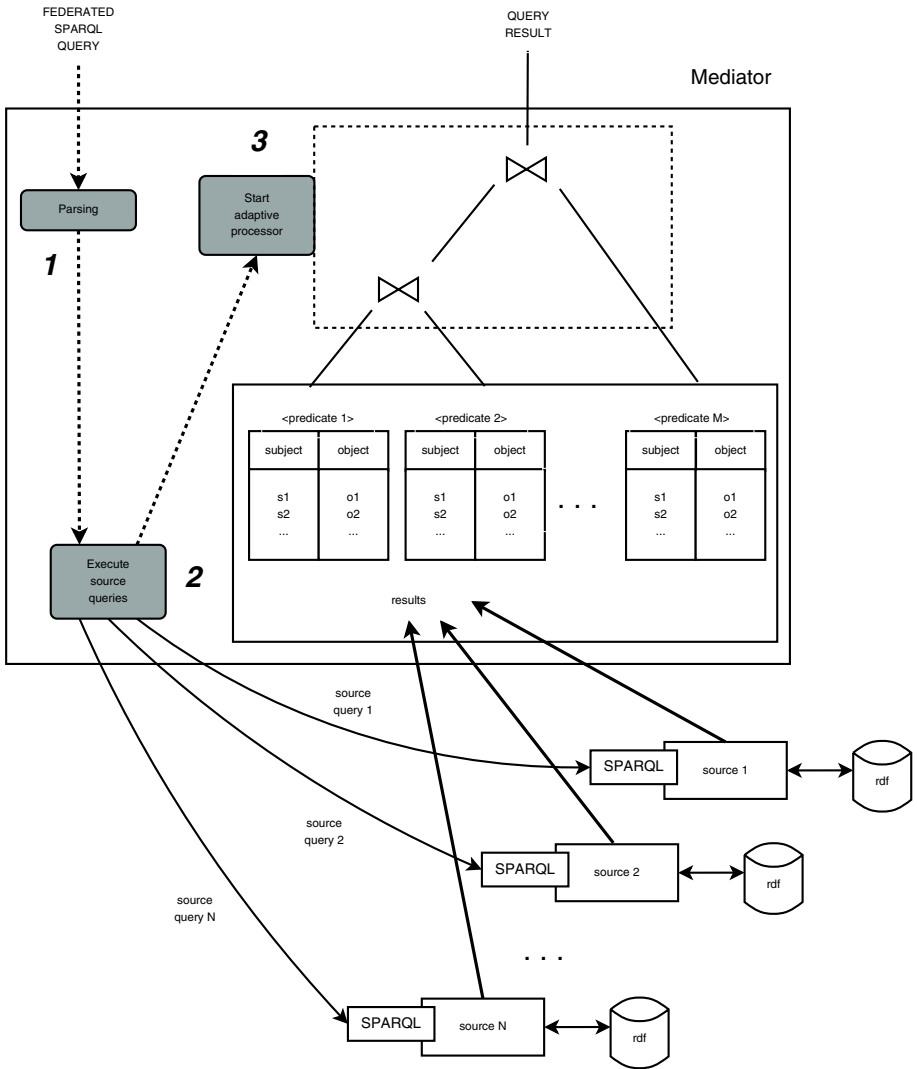 FEDERATED
SPARQL
QUERY
QUERY
RESULT
Mediator
3
Start
adaptive
processor
Parsing
1
<predicate 1>
<predicate 2>
<predicate M>
subject object
subject object
subject object
s1 o1
s2 o2
... ...
s1 o1
s2 o2
... ...
. . .
s1 o1
s2 o2
... ...
Execute
source
queries
2
results
source
query 1
SPARQL
source 1
rdf
source
query 2
SPARQL
source 2
rdf
source
query N
. . .
SPARQL
source N
rdf